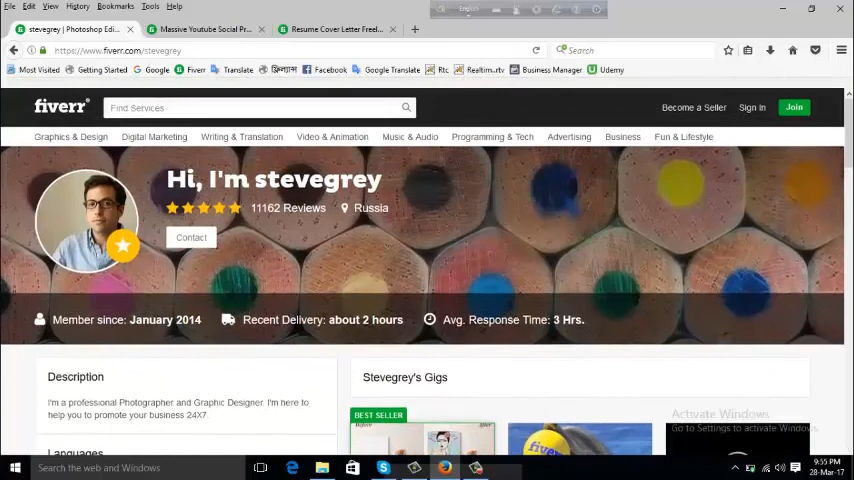 File Edit View History Bookmarks Tools Help
English
stevegrey | Photoshop Edi...
Massive Youtube Social Pr...
Resume Cover Letter Freel...
https://www.fiverr.com/stevegrey
Search
Most Visited Getting Started Google Fiverr Translate ফ্রিল্যান্স Facebook Google Translate Rtc Realtim...tv Business Manager Udemy
fiverr
Find Services
Become a Seller Sign In Join
Graphics & Design Digital Marketing Writing & Translation Video & Animation Music & Audio Programming & Tech Advertising Business Fun & Lifestyle
Hi, I'm stevegrey
11162 Reviews Russia
Contact
Member since: January 2014 Recent Delivery: about 2 hours Avg. Response Time: 3 Hrs.
Description
I'm a professional Photographer and Graphic Designer. I'm here to
help you to promote your business 24X7.
Languages
Stevegrey's Gigs
BEST SELLER
Before After
fiverr
Activate Windows
Go to Settings to activate Windows.
Search the web and Windows
9:55 PM
28-Mar-17